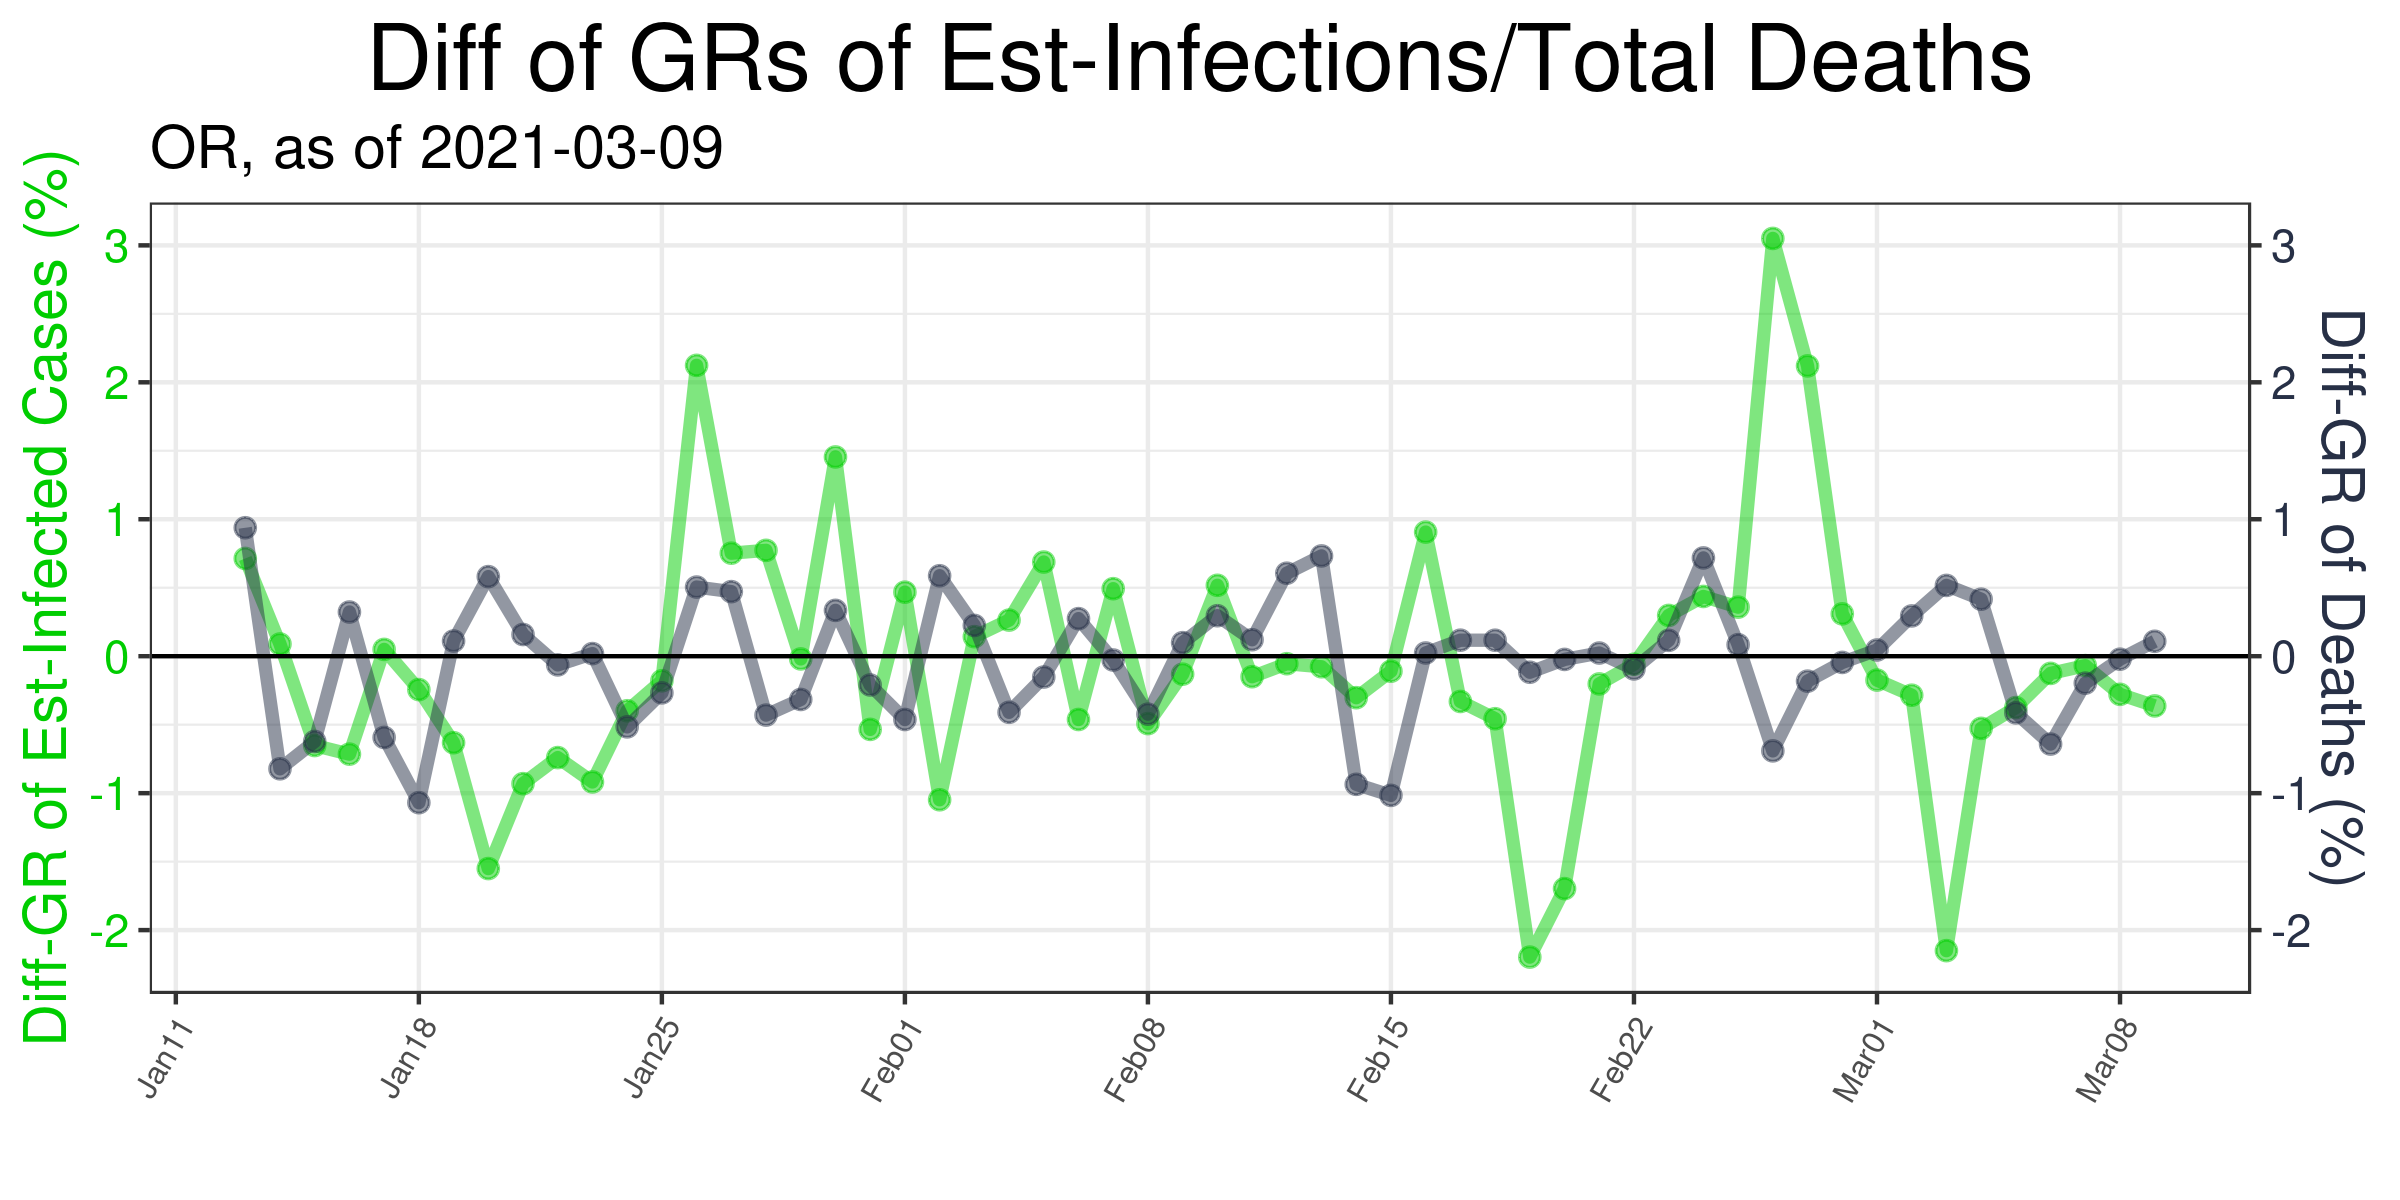 Diff of GRs of Est-Infections/Total Deaths
OR, as of 2021-03-09
Diff-GR of Est-Infected Cases (%)
3
2
1
0
-1
-2
3
2
1
0
-1
-2
Diff-GR of Deaths (%)
Jan11
Jan18
Jan25
Feb01
Feb08
Feb15
Feb22
Mar01
Mar08